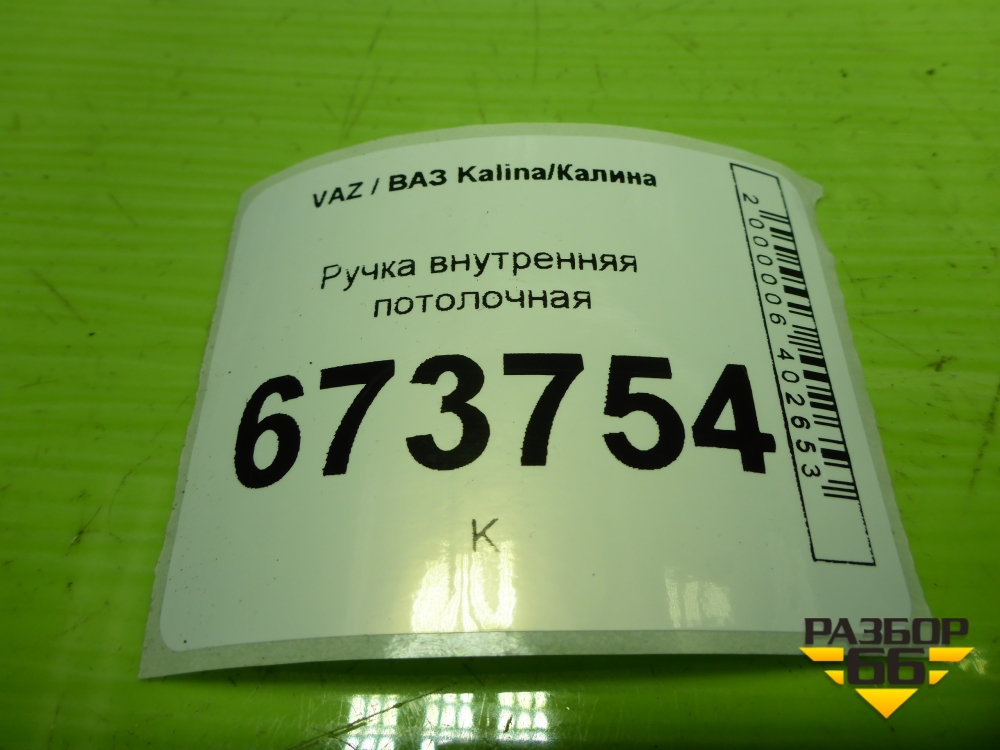 VAZ / ВАЗ Kalina/Калина
Ручка внутренняя
потолочная
673754
К
2000006402653
РАЗБОР
66